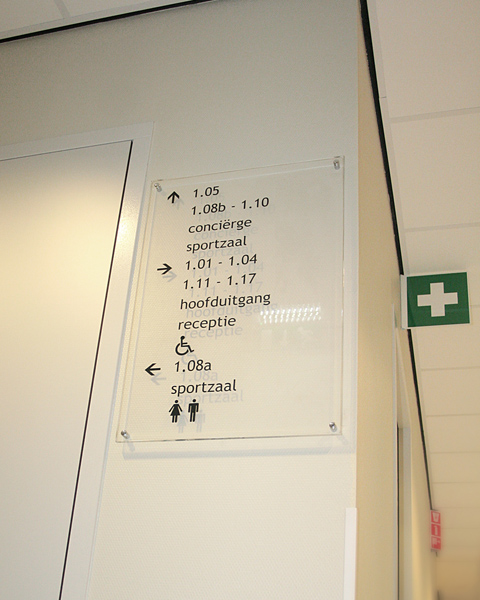 ↑ 1.05
1.08b - 1.10
conciërge
sportzaal
→ 1.01 - 1.04
1.11 - 1.17
hoofduitgang
receptie
← 1.08a
sportzaal